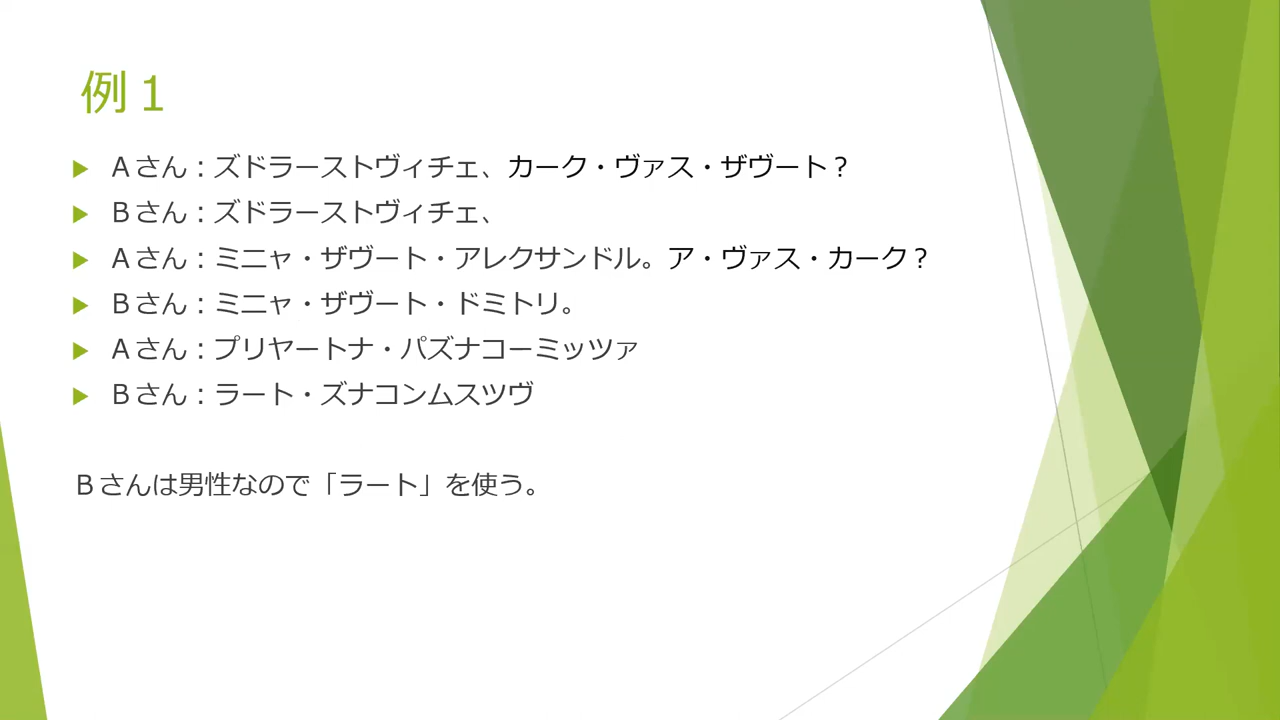 例１
Ａさん：ズドラーストヴィチェ、カーク・ヴァス・ザヴート？
Ｂさん：ズドラーストヴィチェ、
Ａさん：ミニャ・ザヴート・アレクサンドル。ア・ヴァス・カーク？
Ｂさん：ミニャ・ザヴート・ドミトリ。
Ａさん：プリヤートナ・パズナコーミッツァ
Ｂさん：ラート・ズナコンムスツヴ
Ｂさんは男性なので「ラート」を使う。